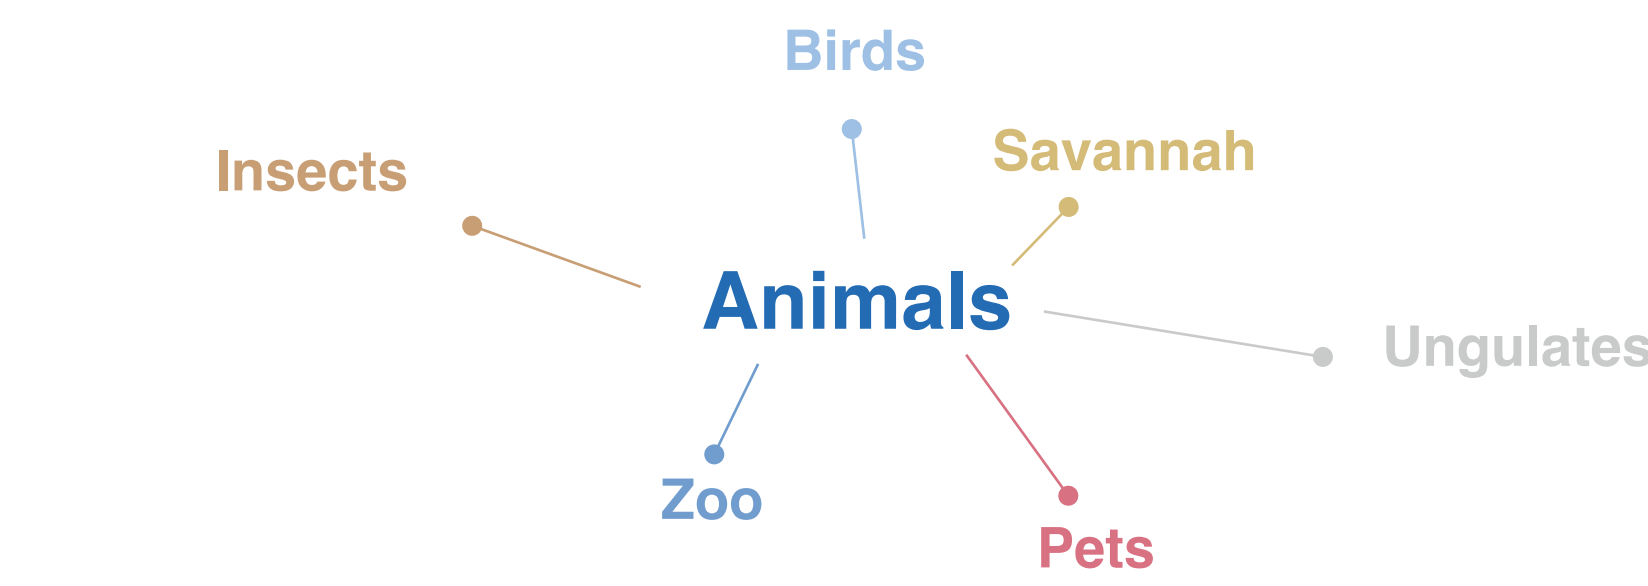 Birds
Savannah
Insects
Animals
Ungulates
Zoo
Pets